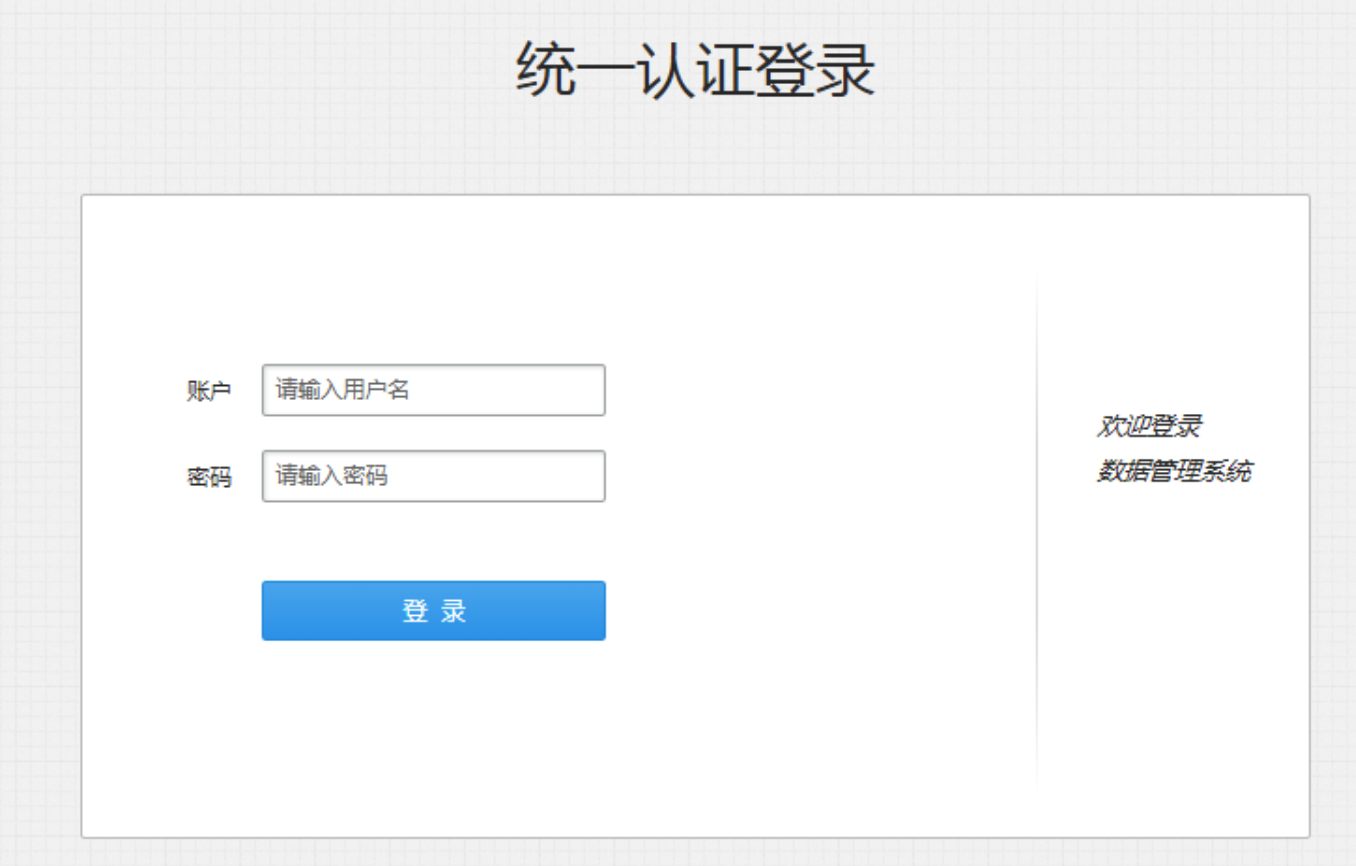 统一认证登录
账户 请输入用户名
密码 请输入密码
登 录
欢迎登录
数据管理系统